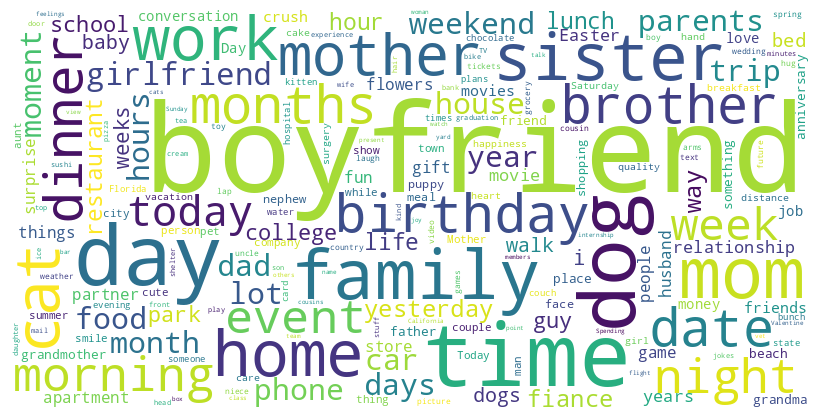 boyfriend
day
time
dog
family
birthday
sister
mother
work
home
mom
dinner
cat
months
brother
morning
night
date
week
today
event
house
girlfriend
weekend
parents
trip
food
dad
year
phone
car
days
hours
hour
lunch
school
moment
restaurant
college
life
yesterday
month
park
lot
guy
fiance
way
relationship
conversation
crush
baby
flowers
movies
movie
Easter
love
bed
anniversary
surprise
weeks
things
partner
apartment
grandmother
father
couple
store
dogs
walk
gift
fun
show
town
friend
friends
husband
people
something
shopping
job
money
game
beach
years
grandma
nephew
puppy
meal
times
while
place
face
man
i
Day
Today
cake
experience
chocolate
TV
bike
tickets
plans
kitten
wife
cats
hair
talk
woman
wedding
boy
hand
hug
spring
minutes
breakfast
Saturday
bank
grocery
graduation
yard
watch
present
happiness
laugh
heart
cousin
arms
text
future
quality
distance
hospital
surgery
toy
tea
cream
Sunday
pizza
view
aunt
sushi
top
city
Florida
vacation
lap
person
pet
water
company
country
uncle
son
others
name
card
Mother
kind
joy
video
members
internship
games
couch
California
point
team
stuff
shelter
cute
weather
ice
bar
evening
front
play
summer
smile
mail
daughter
someone
head
box
care
niece
class
thing
picture
girl
Spending
bunch
Valentine
state
jokes
flight
feelings
door